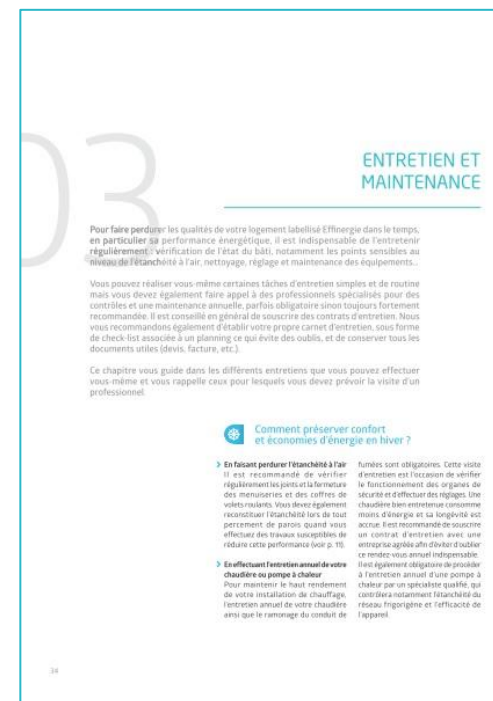 03
ENTRETIEN ET
MAINTENANCE
Pour faire perdurer les qualités de votre logement labellisé Effinergie dans le temps,
en particulier sa performance énergétique, il est indispensable de l'entretenir
régulièrement : vérification de l'état du bâti, notamment les points sensibles au
niveau de l'étanchéité à l'air, nettoyage, réglage et maintenance des équipements...
Vous pouvez réaliser vous-même certaines tâches d'entretien simples et de routine
mais vous devez également faire appel à des professionnels spécialisés pour des
contrôles et une maintenance annuelle, parfois obligatoire sinon toujours fortement
recommandée. Il est conseillé en général de souscrire des contrats d'entretien. Nous
vous recommandons également d'établir votre propre carnet d'entretien, sous forme
de check-list associée à un planning ce qui évite des oublis, et de conserver tous les
documents utiles (devis, facture, etc.).
Ce chapitre vous guide dans les différents entretiens que vous pouvez effectuer
vous-même et vous rappelle ceux pour lesquels vous devez prévoir la visite d'un
professionnel.
Comment préserver confort
et économies d'énergie en hiver ?
En faisant perdurer l'étanchéité à l'air
Il est recommandé de vérifier
régulièrement les joints et la fermeture
des menuiseries et des coffres de
volets roulants. Vous devez également
reconstituer l'étanchéité lors de tout
percement de parois quand vous
effectuez des travaux susceptibles de
réduire cette performance (voir p. 11).
En effectuant l'entretien annuel de votre
chaudière ou pompe à chaleur
Pour maintenir le haut rendement
de votre installation de chauffage,
l'entretien annuel de votre chaudière
ainsi que le ramonage du conduit de
fumées sont obligatoires. Cette visite
d'entretien est l'occasion de vérifier
le fonctionnement des organes de
sécurité et d'effectuer des réglages. Une
chaudière bien entretenue consomme
moins d'énergie et sa longévité est
accrue. Il est recommandé de souscrire
un contrat d'entretien avec une
entreprise agréée afin d'éviter d'oublier
ce rendez-vous annuel indispensable.
Il est également obligatoire de procéder
à l'entretien annuel d'une pompe à
chaleur par un spécialiste qualifié, qui
contrôlera notamment l'étanchéité du
réseau frigorigène et l'efficacité de
l'appareil.